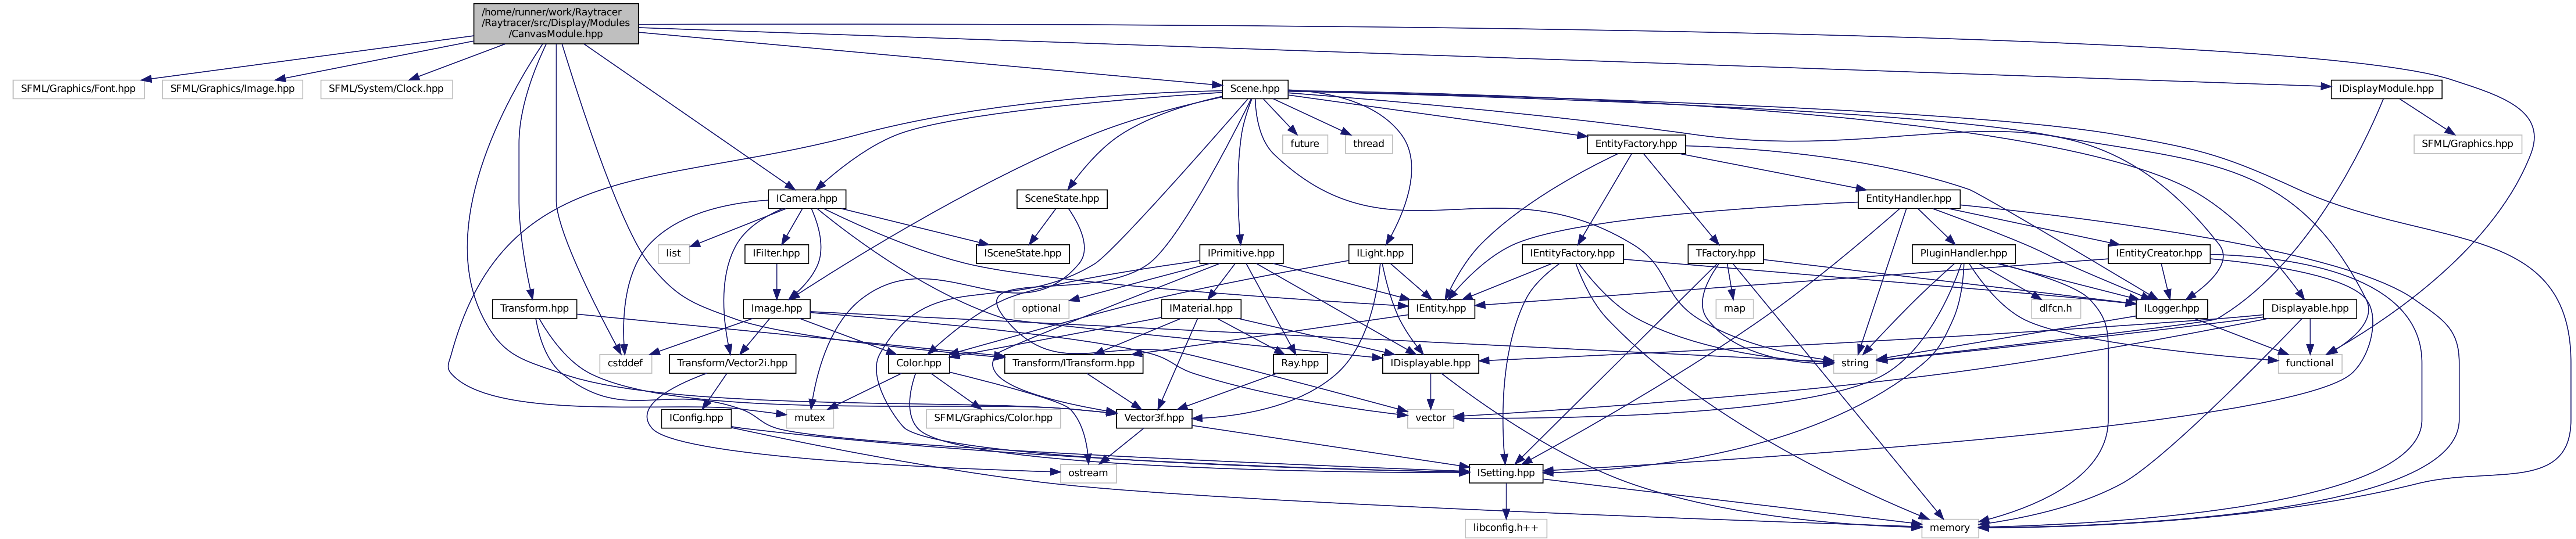 /home/runner/work/Raytracer
/Raytracer/src/Display/Modules
/CanvasModule.hpp
SFML/Graphics/Font.hpp
SFML/Graphics/Image.hpp
SFML/System/Clock.hpp
Scene.hpp
IDisplayModule.hpp
future
thread
EntityFactory.hpp
SFML/Graphics.hpp
ICamera.hpp
SceneState.hpp
EntityHandler.hpp
list
IFilter.hpp
ISceneState.hpp
IPrimitive.hpp
ILight.hpp
IEntityFactory.hpp
TFactory.hpp
PluginHandler.hpp
IEntityCreator.hpp
Transform.hpp
Image.hpp
optional
IMaterial.hpp
IEntity.hpp
map
dlfcn.h
ILogger.hpp
Displayable.hpp
cstddef
Transform/Vector2i.hpp
Color.hpp
Transform/ITransform.hpp
Ray.hpp
IDisplayable.hpp
string
functional
IConfig.hpp
mutex
SFML/Graphics/Color.hpp
Vector3f.hpp
vector
ostream
ISetting.hpp
libconfig.h++
memory